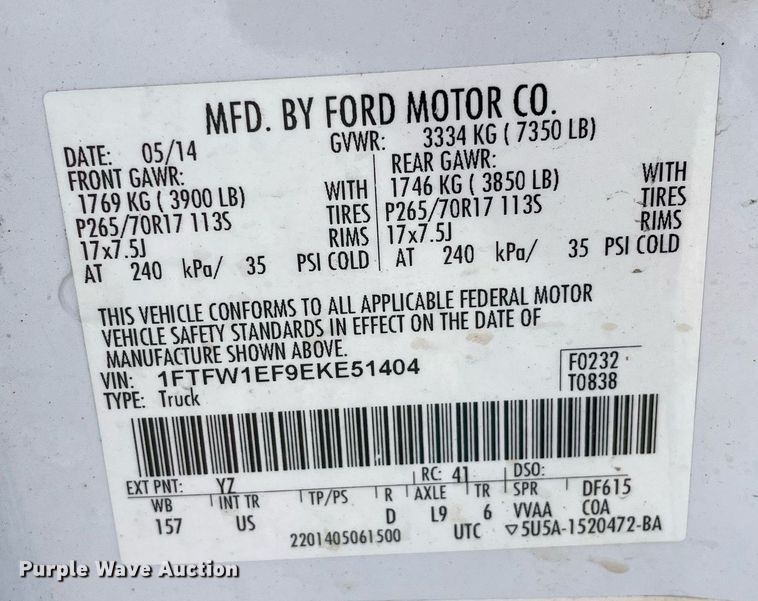 MFD. BY FORD MOTOR CO.
DATE: 05/14 GVWR: 3334 KG ( 7350 LB)
FRONT GAWR: REAR GAWR:
1769 KG ( 3900 LB) WITH 1746 KG ( 3850 LB) WITH
P265/70R17 113S TIRES P265/70R17 113S TIRES
17x7.5J RIMS 17x7.5J RIMS
AT 240 kPa/ 35 PSI COLD AT 240 kPa/ 35 PSI COLD
THIS VEHICLE CONFORMS TO ALL APPLICABLE FEDERAL MOTOR
VEHICLE SAFETY STANDARDS IN EFFECT ON THE DATE OF
MANUFACTURE SHOWN ABOVE.
VIN: 1FTFW1EF9EKE51404 F0232
TYPE: Truck T0838
EXT PNT: YZ RC: 41 DSO:
WB INT TR TP/PS R AXLE TR SPR DF615
157 US D L9 6 VVAA COA
2201405061500 UTC ▽5U5A-1520472-BA
Purple Wave Auction